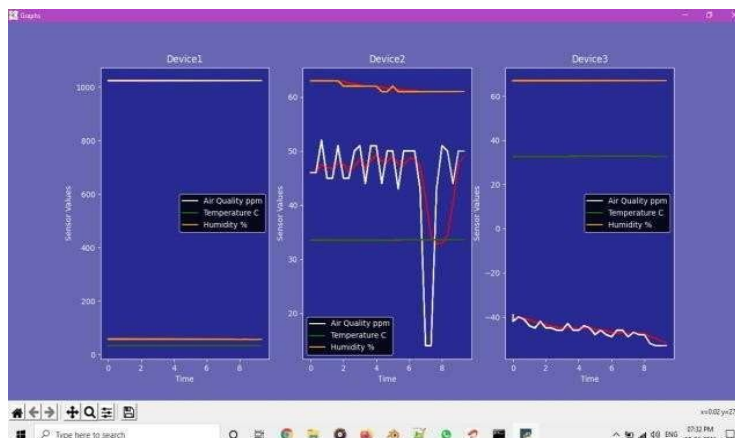 Graphs
Device1
Device2
Device3
Sensor Values
1000
800
600
400
200
0
Air Quality ppm
Temperature C
Humidity %
0 2 4 6 8
Time
Sensor Values
60
50
40
30
20
Air Quality ppm
Temperature C
Humidity %
0 2 4 6 8
Time
Sensor Values
60
40
20
0
−20
−40
Air Quality ppm
Temperature C
Humidity %
0 2 4 6 8
Time
Type here to search
ENG
07:32 PM